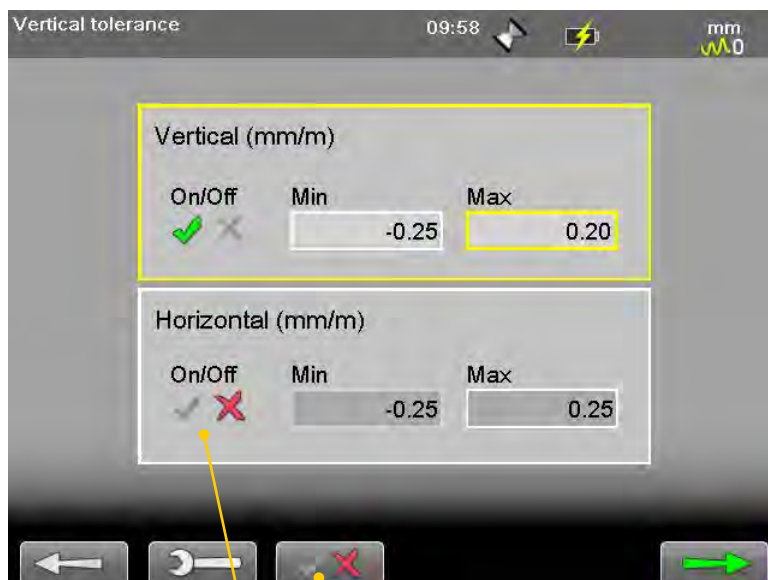 Vertical tolerance 09:58 mm
0
Vertical (mm/m)
On/Off Min Max
-0.25 0.20
Horizontal (mm/m)
On/Off Min Max
-0.25 0.25